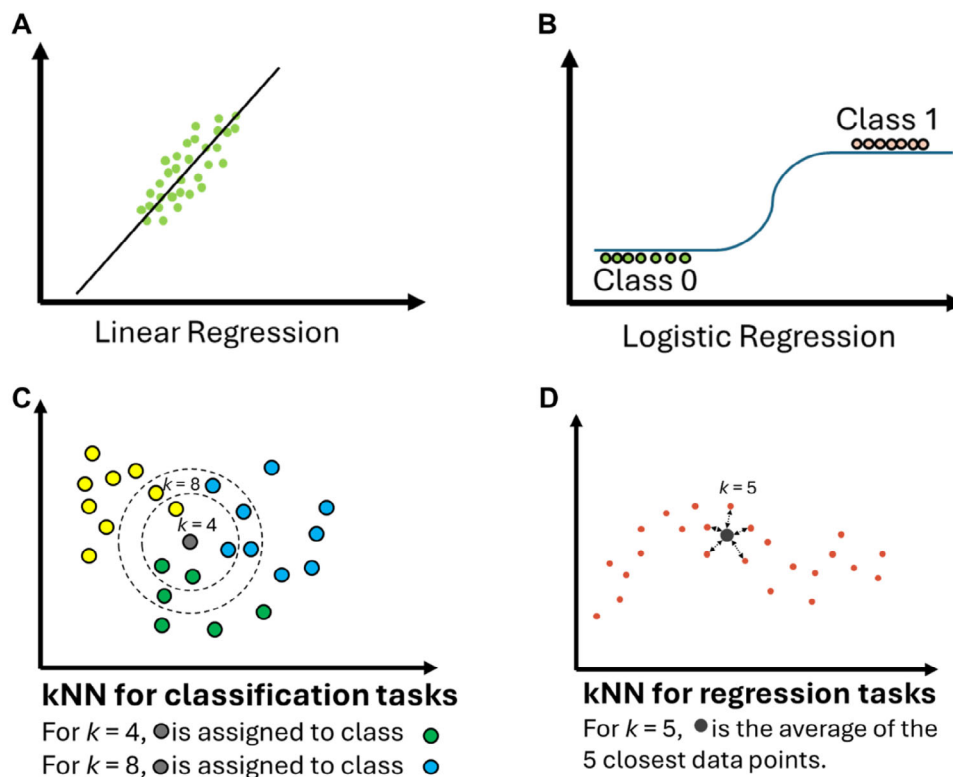 A
Linear Regression
B
Class 1
Class 0
Logistic Regression
C
k = 8
k = 4
kNN for classification tasks
For k = 4, is assigned to class
For k = 8, is assigned to class
D
k = 5
kNN for regression tasks
For k = 5, is the average of the
5 closest data points.